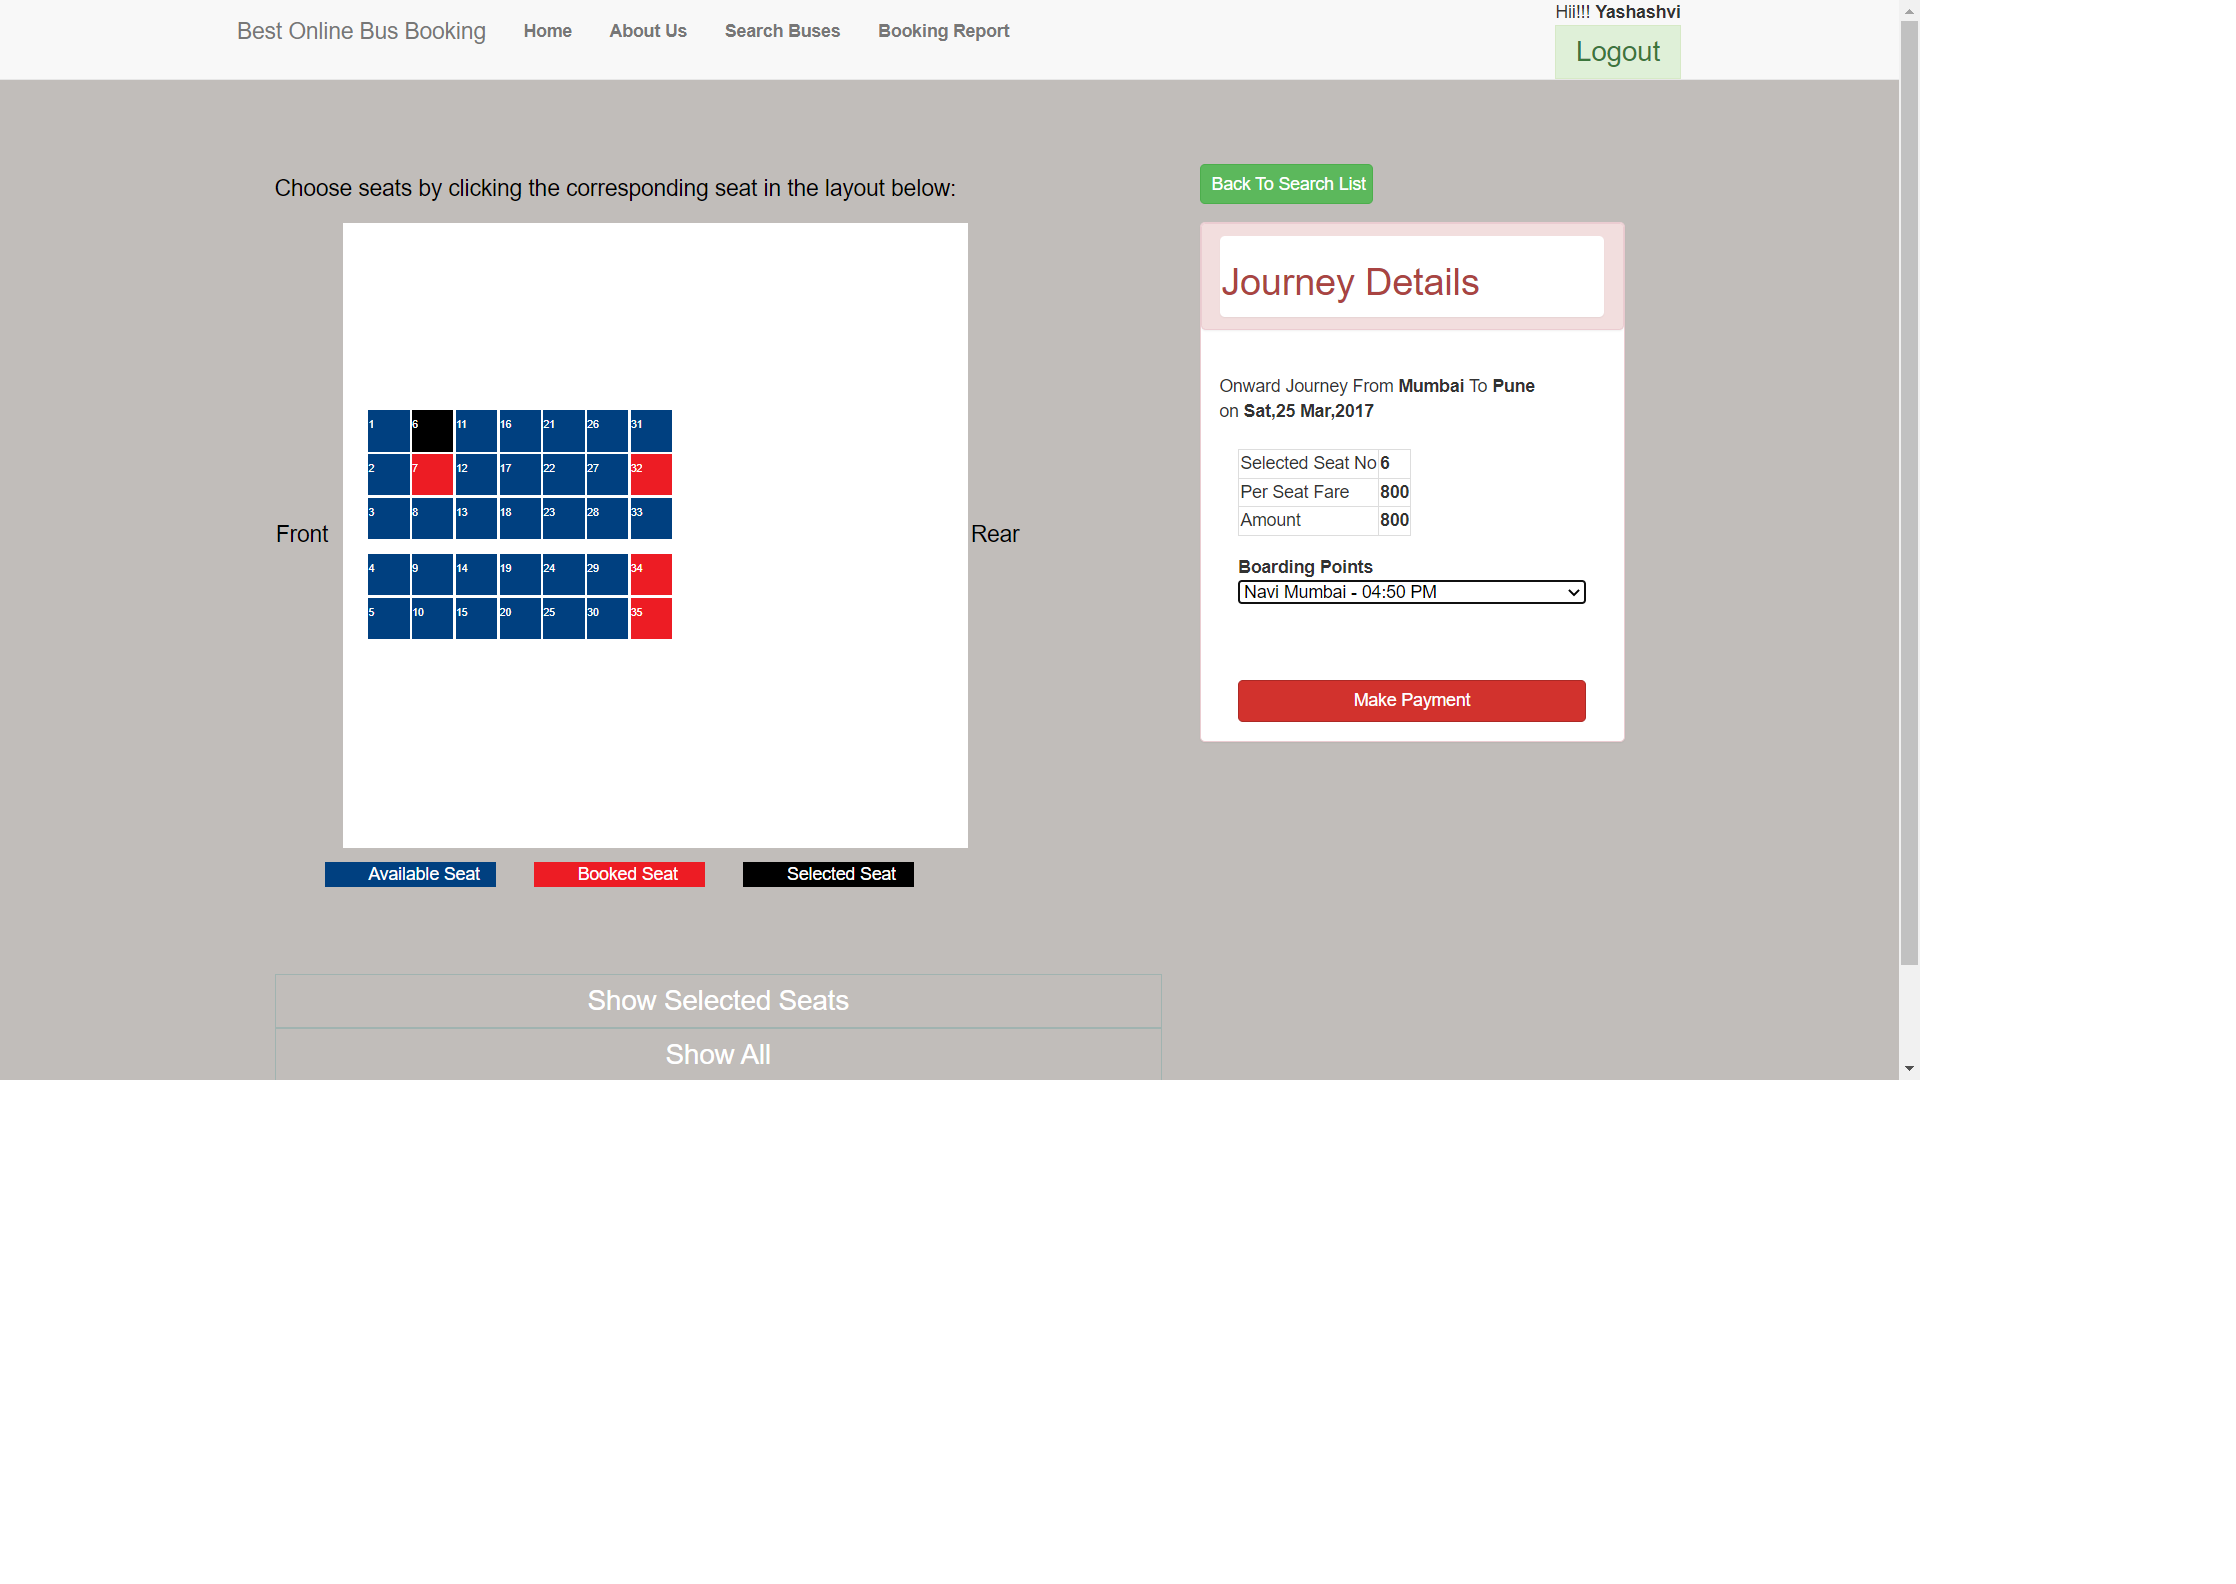 Best Online Bus Booking Home About Us Search Buses Booking Report
Hii!!! Yashashvi
Logout
Choose seats by clicking the corresponding seat in the layout below:
1 6 11 16 21 26 31
2 7 12 17 22 27 32
3 8 13 18 23 28 33
Front
Rear
4 9 14 19 24 29 34
5 10 15 20 25 30 35
Available Seat Booked Seat Selected Seat
Show Selected Seats
Show All
Back To Search List
Journey Details
Onward Journey From Mumbai To Pune
on Sat,25 Mar,2017
Selected Seat No 6
Per Seat Fare 800
Amount 800
Boarding Points
Navi Mumbai - 04:50 PM
Make Payment